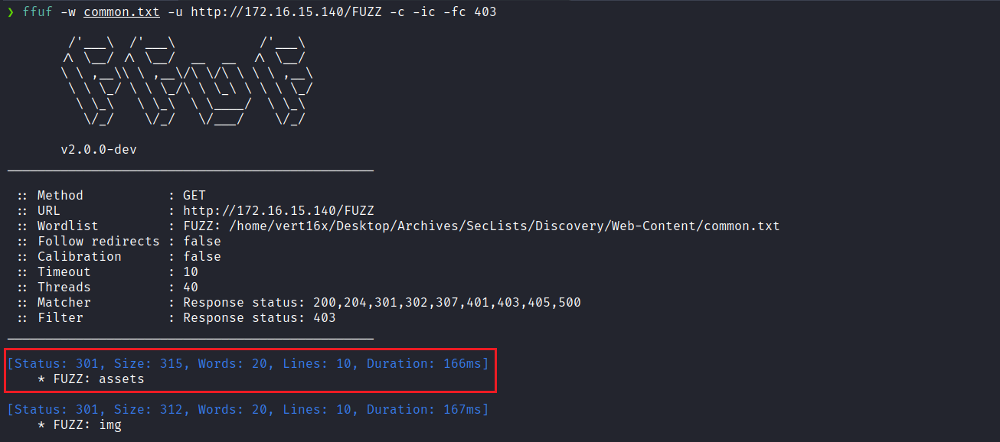 ❯ ffuf -w common.txt -u http://172.16.15.140/FUZZ -c -ic -fc 403
        /'___\  /'___\           /'___\
       /\ \__/ /\ \__/  __  __  /\ \__/
       \ \ ,__\\ \ ,__\/\ \/\ \ \ \ ,__\
        \ \ \_/ \ \ \_/\ \ \_\ \ \ \ \_/
         \ \_\   \ \_\  \ \____/  \ \_\
          \/_/    \/_/   \/___/    \/_/
v2.0.0-dev
________________________________________________
:: Method           : GET
:: URL              : http://172.16.15.140/FUZZ
:: Wordlist         : FUZZ: /home/vert16x/Desktop/Archives/SecLists/Discovery/Web-Content/common.txt
:: Follow redirects : false
:: Calibration      : false
:: Timeout          : 10
:: Threads          : 40
:: Matcher          : Response status: 200,204,301,302,307,401,403,405,500
:: Filter           : Response status: 403
________________________________________________
[Status: 301, Size: 315, Words: 20, Lines: 10, Duration: 166ms]
    * FUZZ: assets
[Status: 301, Size: 312, Words: 20, Lines: 10, Duration: 167ms]
    * FUZZ: img